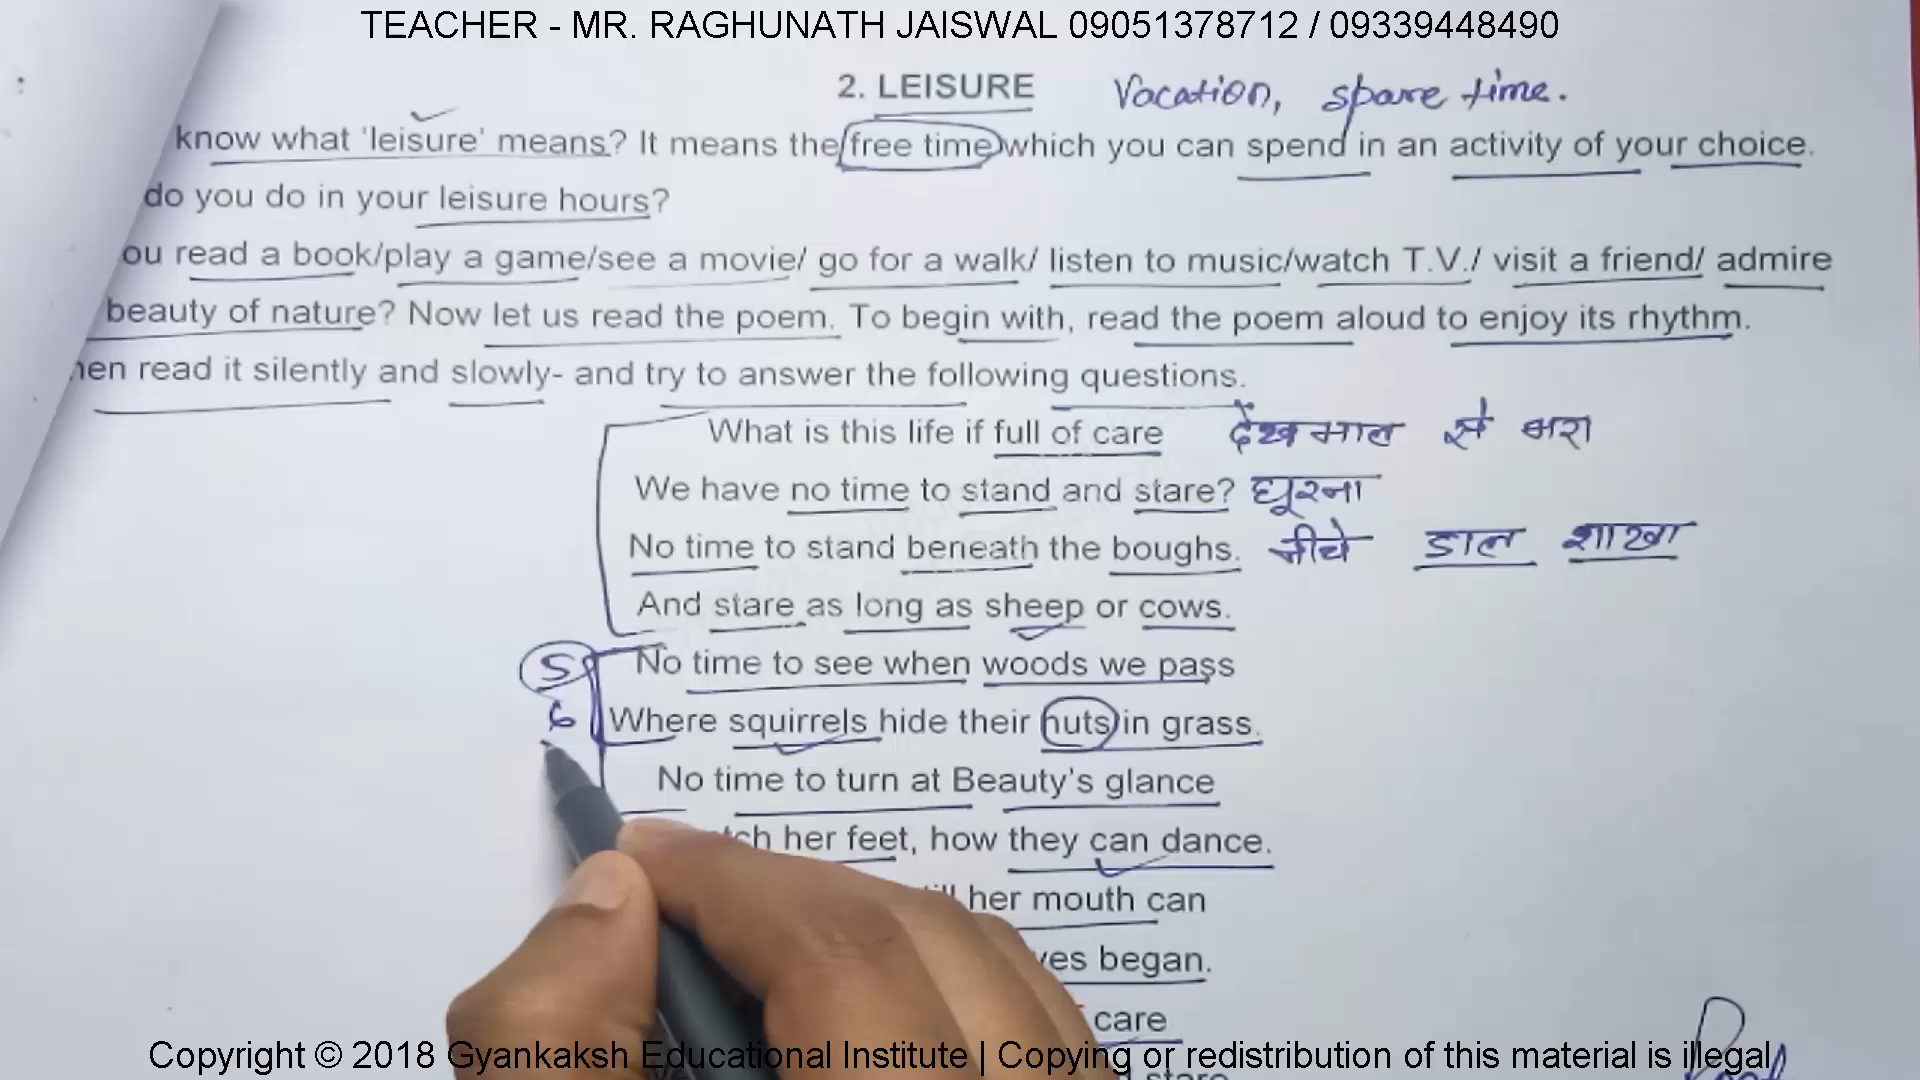 TEACHER - MR. RAGHUNATH JAISWAL 09051378712 / 09339448490
2. LEISURE Vacation, spare time.
know what 'leisure' means? It means the free time which you can spend in an activity of your choice.
do you do in your leisure hours?
ou read a book/play a game/see a movie/ go for a walk/ listen to music/watch T.V./ visit a friend/ admire
beauty of nature? Now let us read the poem. To begin with, read the poem aloud to enjoy its rhythm.
hen read it silently and slowly- and try to answer the following questions.
What is this life if full of care देखभाल से भरा
We have no time to stand and stare? घूरना
No time to stand beneath the boughs. नीचे डाल शाखा
And stare as long as sheep or cows.
5 No time to see when woods we pass
6 Where squirrels hide their nuts in grass.
No time to turn at Beauty's glance
tch her feet, how they can dance.
her mouth can
yes began.
care
Copyright © 2018 Gyankaksh Educational Institute | Copying or redistribution of this material is illegal
stare